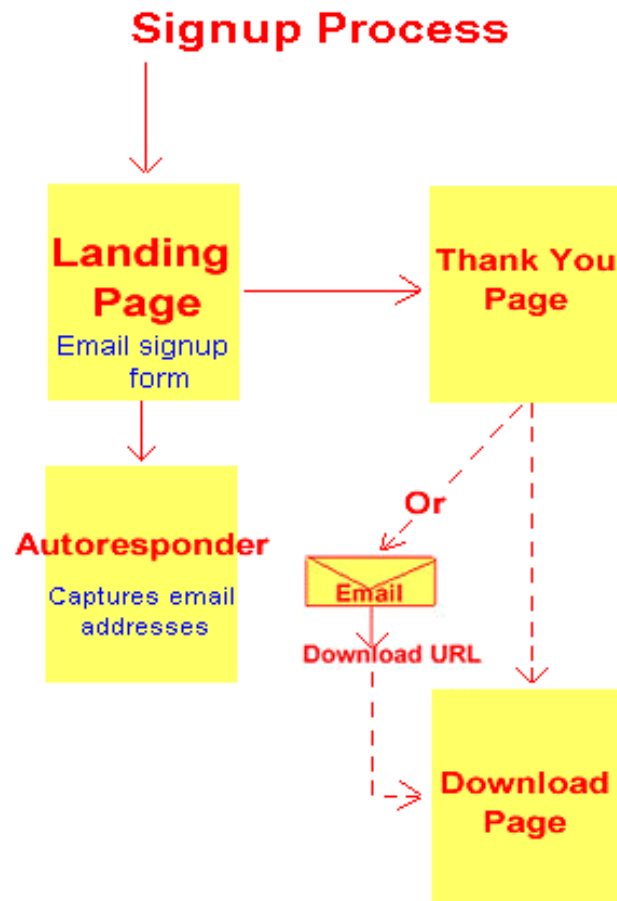 Signup Process
Landing
Page
Email signup
form
Thank You
Page
Autoresponder
Captures email
addresses
Or
Email
Download URL
Download
Page